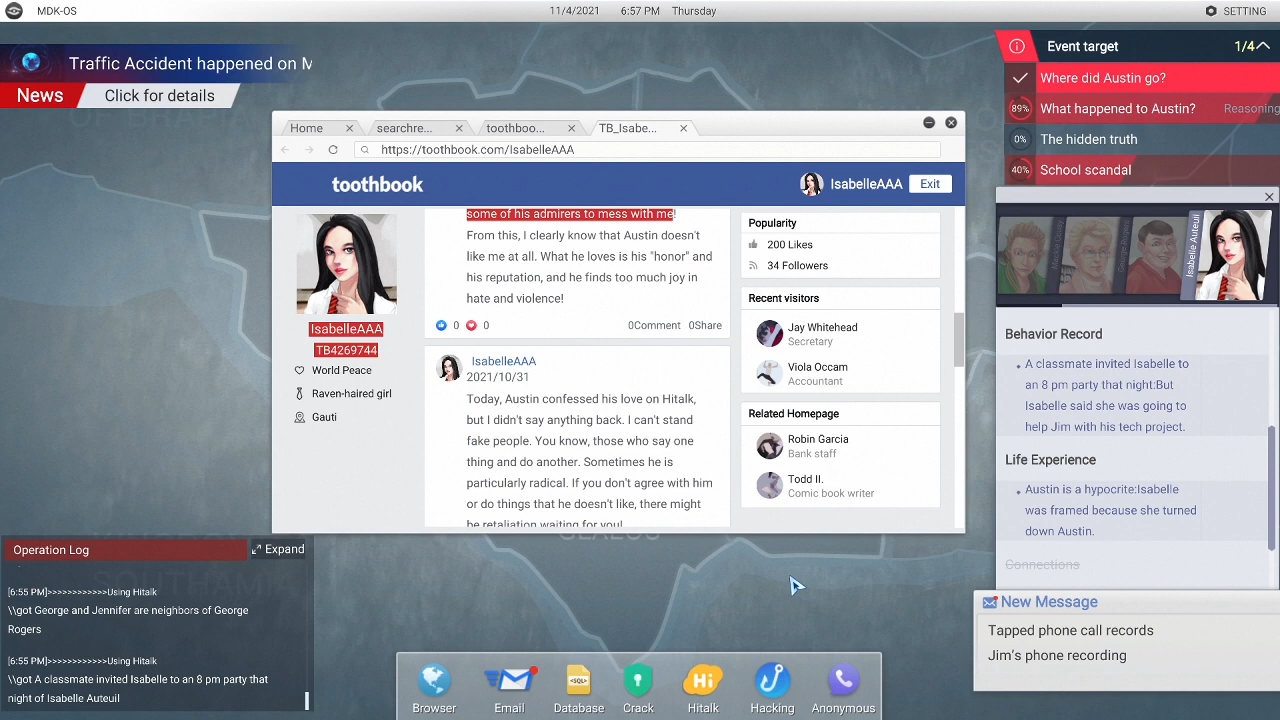 MDK-OS
11/4/2021 6:57 PM Thursday
SETTING
Traffic Accident happened on M
News Click for details
Event target 1/4
Where did Austin go?
89% What happened to Austin? Reasoning
0% The hidden truth
40% School scandal
Home
searchre...
toothboo...
TB_Isabe...
https://toothbook.com/IsabelleAAA
toothbook
IsabelleAAA Exit
IsabelleAAA
TB4269744
World Peace
Raven-haired girl
Gauti
some of his admirers to mess with me!
From this, I clearly know that Austin doesn't
like me at all. What he loves is his "honor" and
his reputation, and he finds too much joy in
hate and violence!
0 0 0Comment 0Share
IsabelleAAA
2021/10/31
Today, Austin confessed his love on Hitalk,
but I didn't say anything back. I can't stand
fake people. You know, those who say one
thing and do another. Sometimes he is
particularly radical. If you don't agree with him
or do things that he doesn't like, there might
be retaliation waiting for you!
Popularity
200 Likes
34 Followers
Recent visitors
Jay Whitehead
Secretary
Viola Occam
Accountant
Related Homepage
Robin Garcia
Bank staff
Todd II.
Comic book writer
Isabelle Auteuil
Behavior Record
• A classmate invited Isabelle to
an 8 pm party that night:But
Isabelle said she was going to
help Jim with his tech project.
Life Experience
• Austin is a hypocrite:Isabelle
was framed because she turned
down Austin.
Connections
New Message
Tapped phone call records
Jim's phone recording
Operation Log Expand
[6:55 PM]>>>>>>>>>>>>Using Hitalk
\\got George and Jennifer are neighbors of George
Rogers
[6:55 PM]>>>>>>>>>>>>Using Hitalk
\\got A classmate invited Isabelle to an 8 pm party that
night of Isabelle Auteuil
<SQL>
Hi
Browser
Email
Database
Crack
Hitalk
Hacking
Anonymous